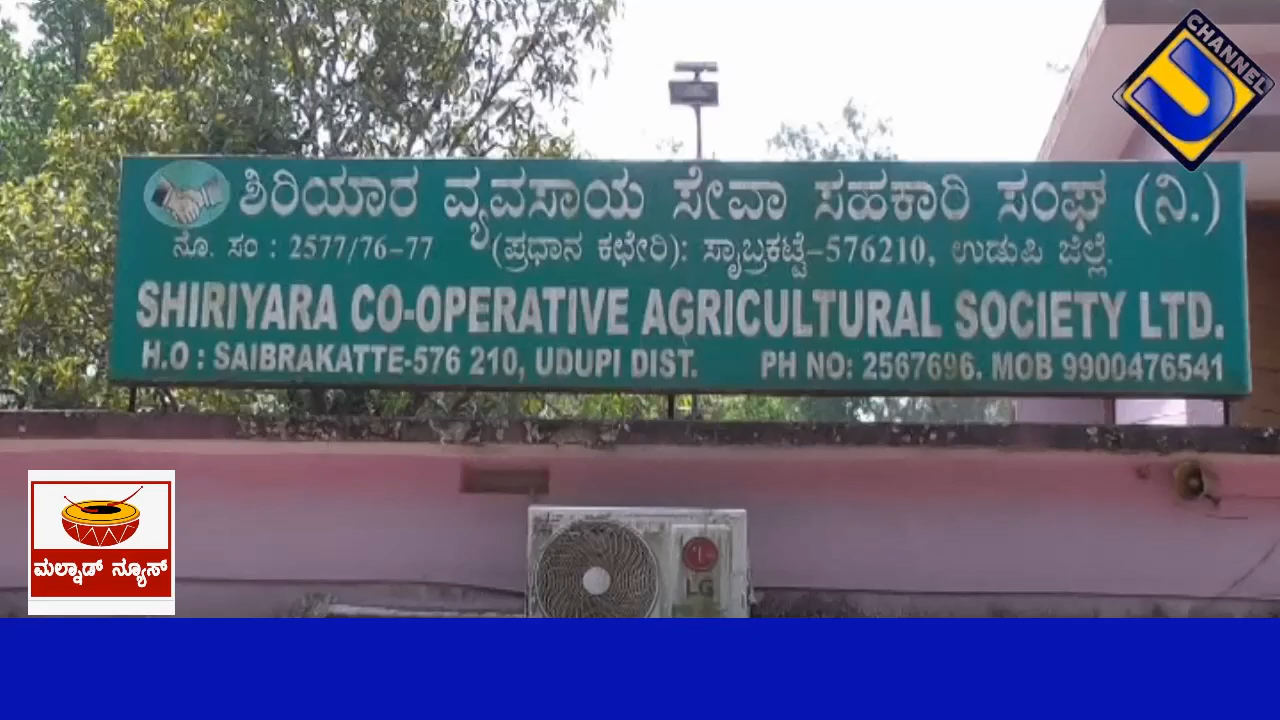 CHANNEL
U
ಶಿರಿಯಾರ ವ್ಯವಸಾಯ ಸೇವಾ ಸಹಕಾರಿ ಸಂಘ (ನಿ.)
ನೊ. ಸಂ : 2577/76-77 (ಪ್ರಧಾನ ಕಛೇರಿ): ಸ್ಯಾಬ್ರಕಟ್ಟೆ-576210, ಉಡುಪಿ ಜಿಲ್ಲೆ.
SHIRIYARA CO-OPERATIVE AGRICULTURAL SOCIETY LTD.
H.O : SAIBRAKATTE-576 210, UDUPI DIST. PH NO: 2567696. MOB 9900476541
ಮಲ್ನಾಡ್ ನ್ಯೂಸ್
LG